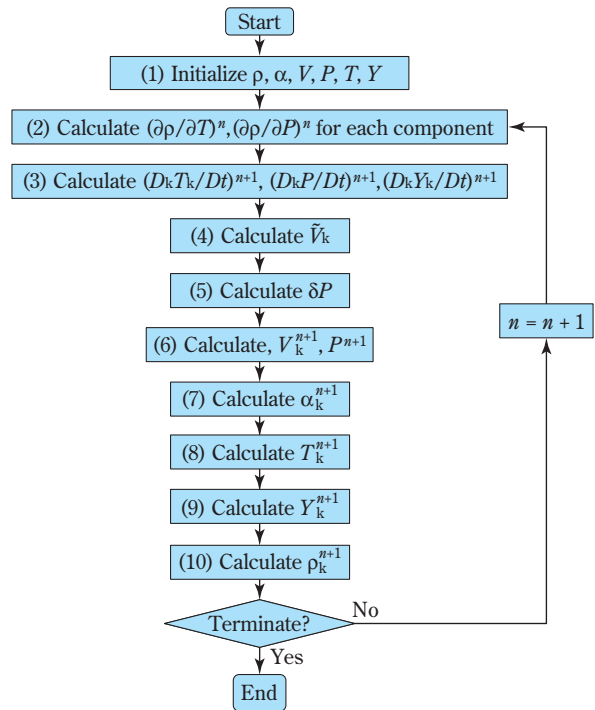 Start
(1) Initialize ρ, α, V, P, T, Y
(2) Calculate (∂ρ/∂T)ⁿ,(∂ρ/∂P)ⁿ for each component
(3) Calculate (DₖTₖ/Dt)ⁿ⁺¹, (DₖP/Dt)ⁿ⁺¹,(DₖYₖ/Dt)ⁿ⁺¹
(4) Calculate Ṽₖ
(5) Calculate δP
n = n + 1
(6) Calculate, Vₖⁿ⁺¹, Pⁿ⁺¹
(7) Calculate αₖⁿ⁺¹
(8) Calculate Tₖⁿ⁺¹
(9) Calculate Yₖⁿ⁺¹
(10) Calculate ρₖⁿ⁺¹
Terminate?
No
Yes
End